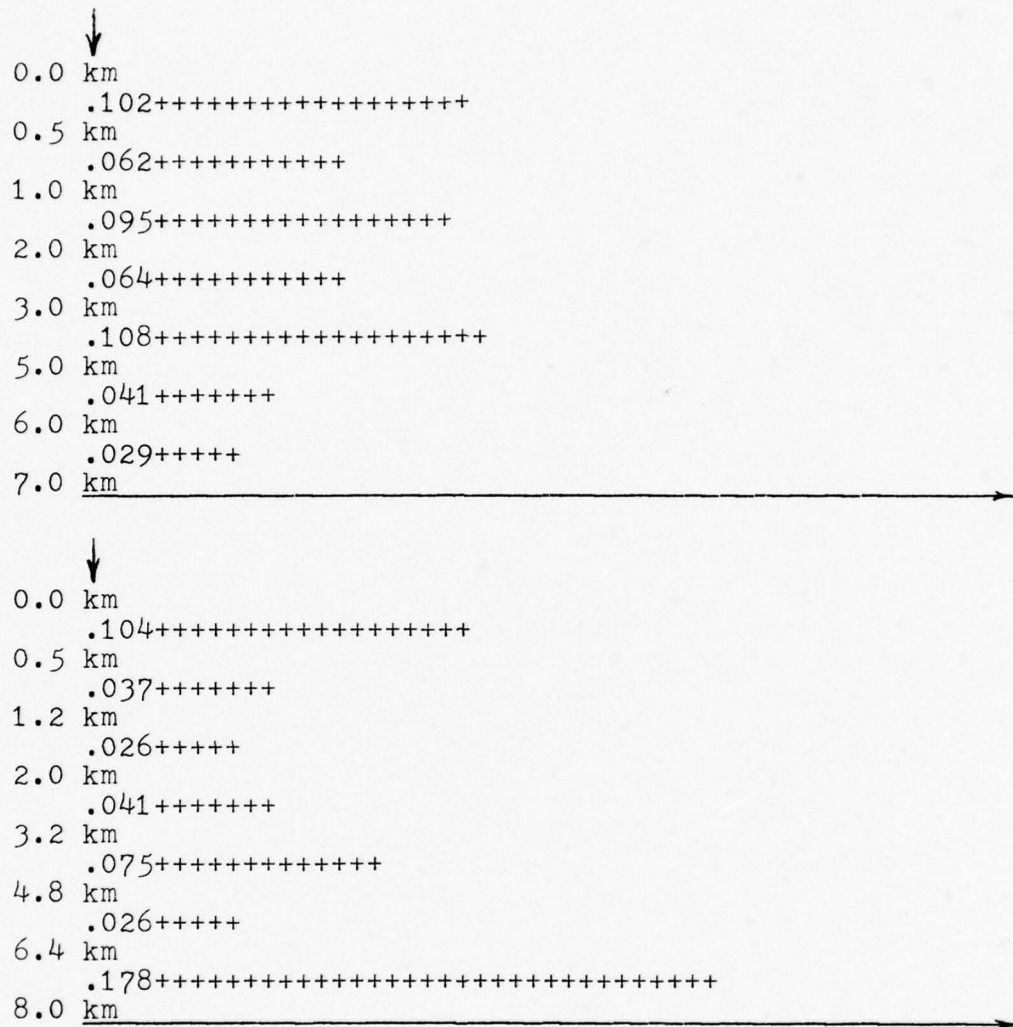 0.0 km
.102++++++++++++++++++
0.5 km
.062+++++++++++
1.0 km
.095+++++++++++++++++
2.0 km
.064+++++++++++
3.0 km
.108+++++++++++++++++++
5.0 km
.041+++++++
6.0 km
.029+++++
7.0 km
0.0 km
.104++++++++++++++++++
0.5 km
.037+++++++
1.2 km
.026+++++
2.0 km
.041+++++++
3.2 km
.075+++++++++++++
4.8 km
.026+++++
6.4 km
.178++++++++++++++++++++++++++++++++
8.0 km